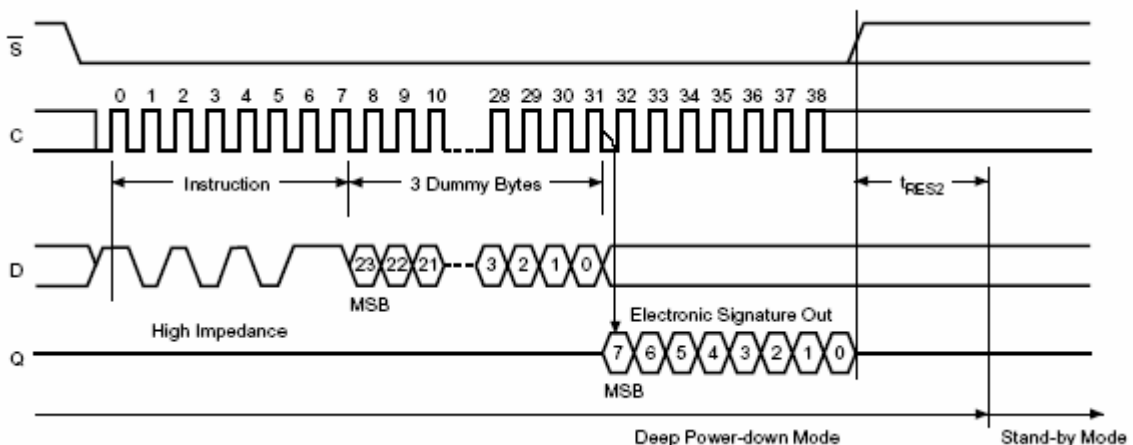 S
0 1 2 3 4 5 6 7 8 9 10 28 29 30 31 32 33 34 35 36 37 38
C
Instruction 3 Dummy Bytes tRES2
D
23 22 21 3 2 1 0
MSB
High Impedance Electronic Signature Out
Q
7 6 5 4 3 2 1 0
MSB
Deep Power-down Mode Stand-by Mode